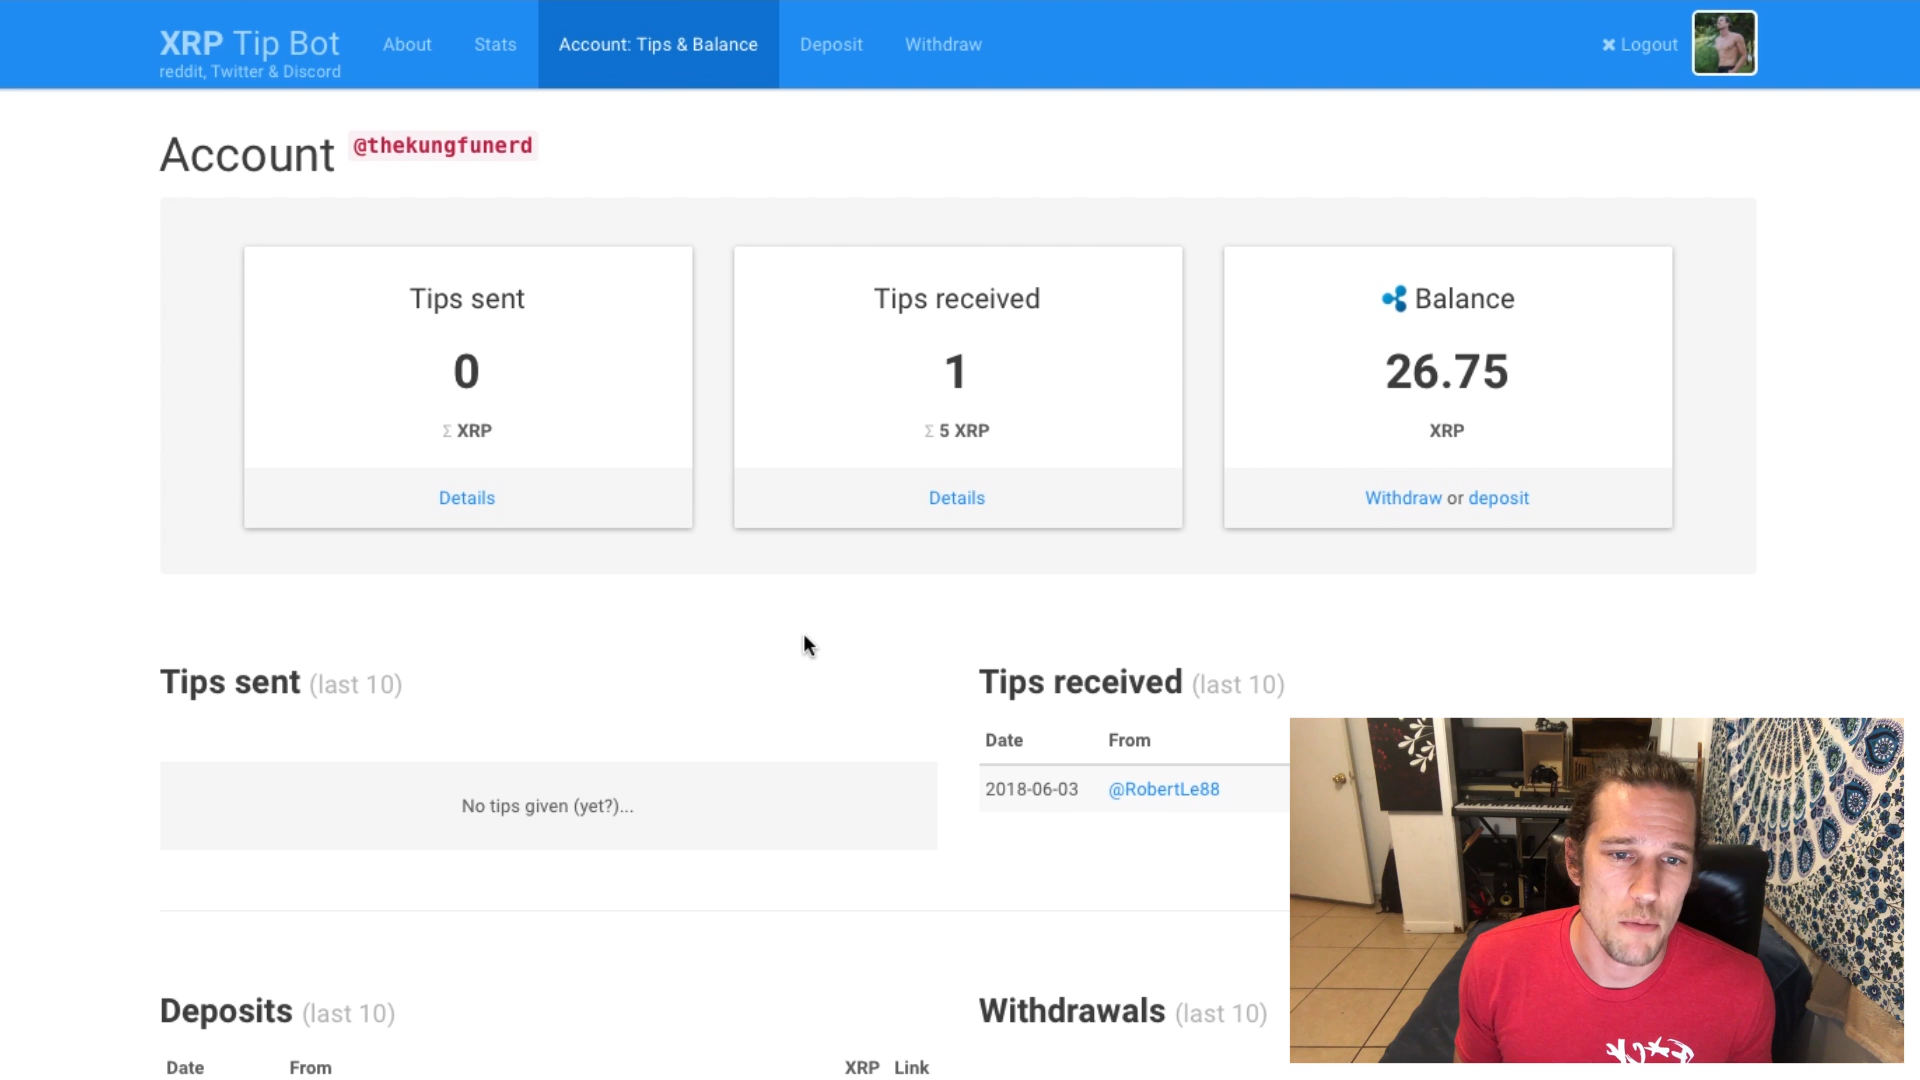 XRP Tip Bot
reddit, Twitter & Discord
About
Stats
Account: Tips & Balance
Deposit
Withdraw
✖ Logout
Account @thekungfunerd
Tips sent
0
Σ XRP
Details
Tips received
1
Σ 5 XRP
Details
Balance
26.75
XRP
Withdraw or deposit
Tips sent (last 10)
No tips given (yet?)...
Tips received (last 10)
Date From
2018-06-03 @RobertLe88
Deposits (last 10)
Date From XRP Link
Withdrawals (last 10)